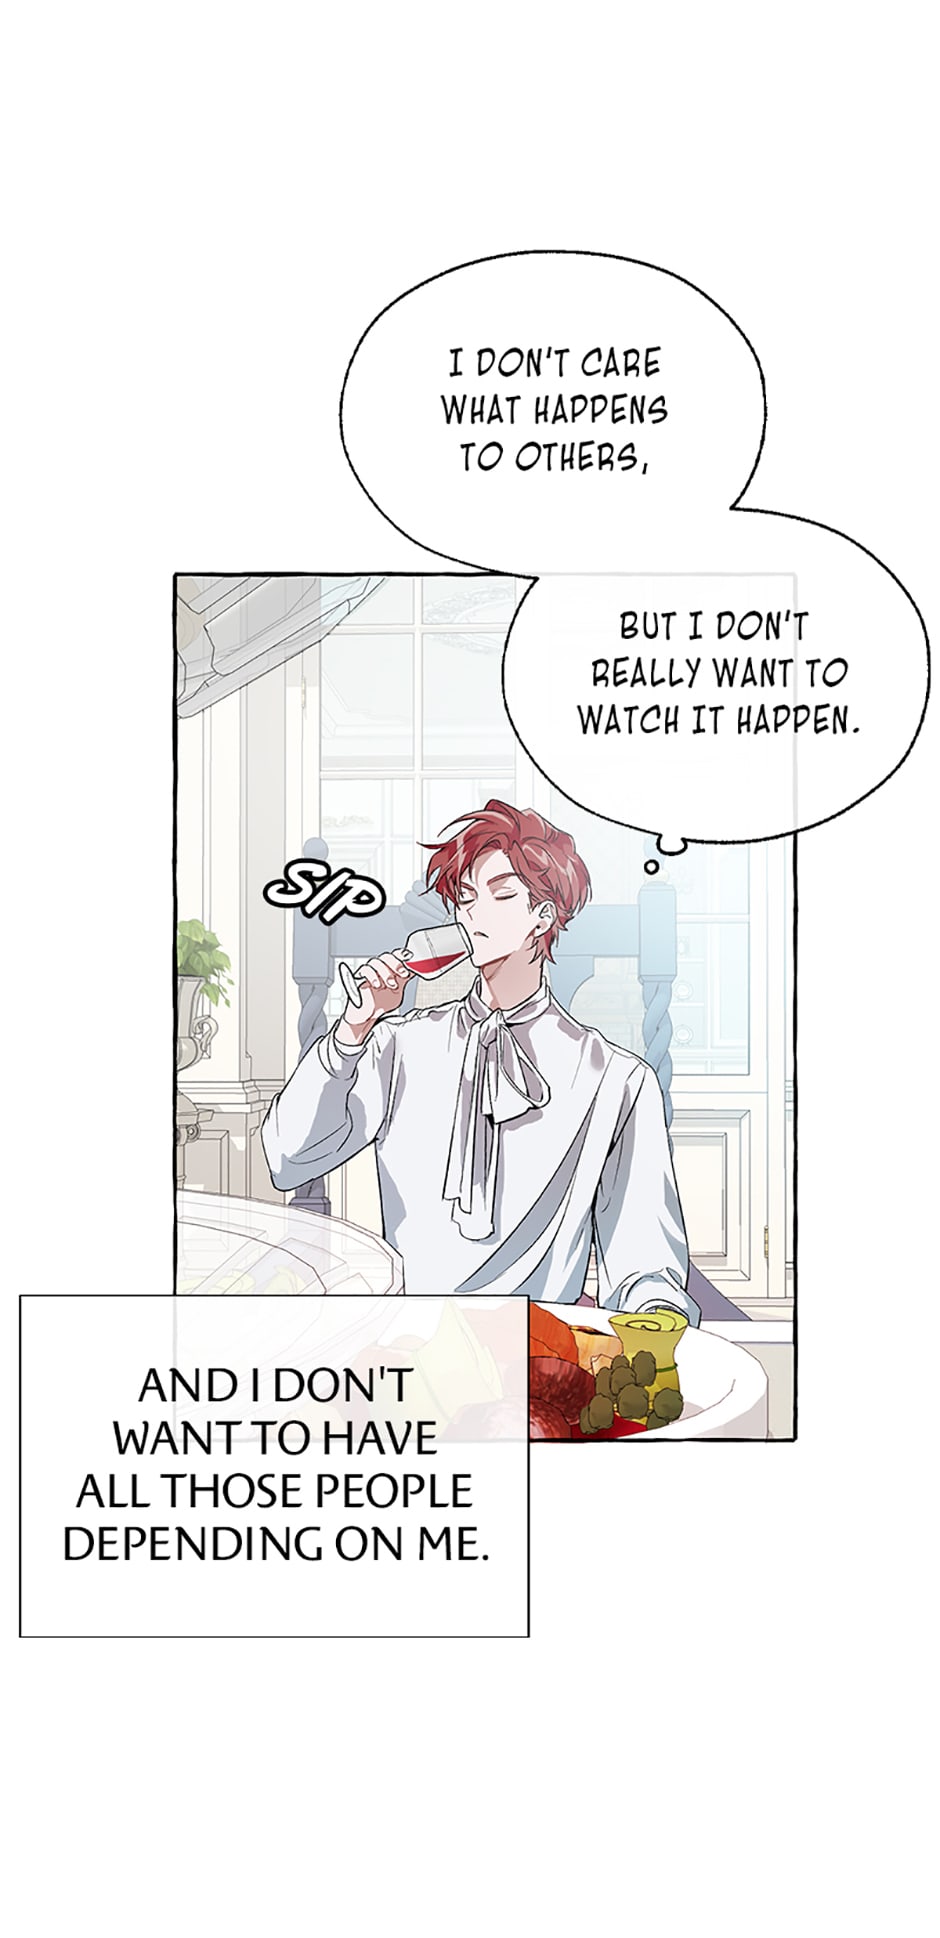 I DON'T CARE
WHAT HAPPENS
TO OTHERS,
BUT I DON'T
REALLY WANT TO
WATCH IT HAPPEN.
SIP
AND I DON'T
WANT TO HAVE
ALL THOSE PEOPLE
DEPENDING ON ME.